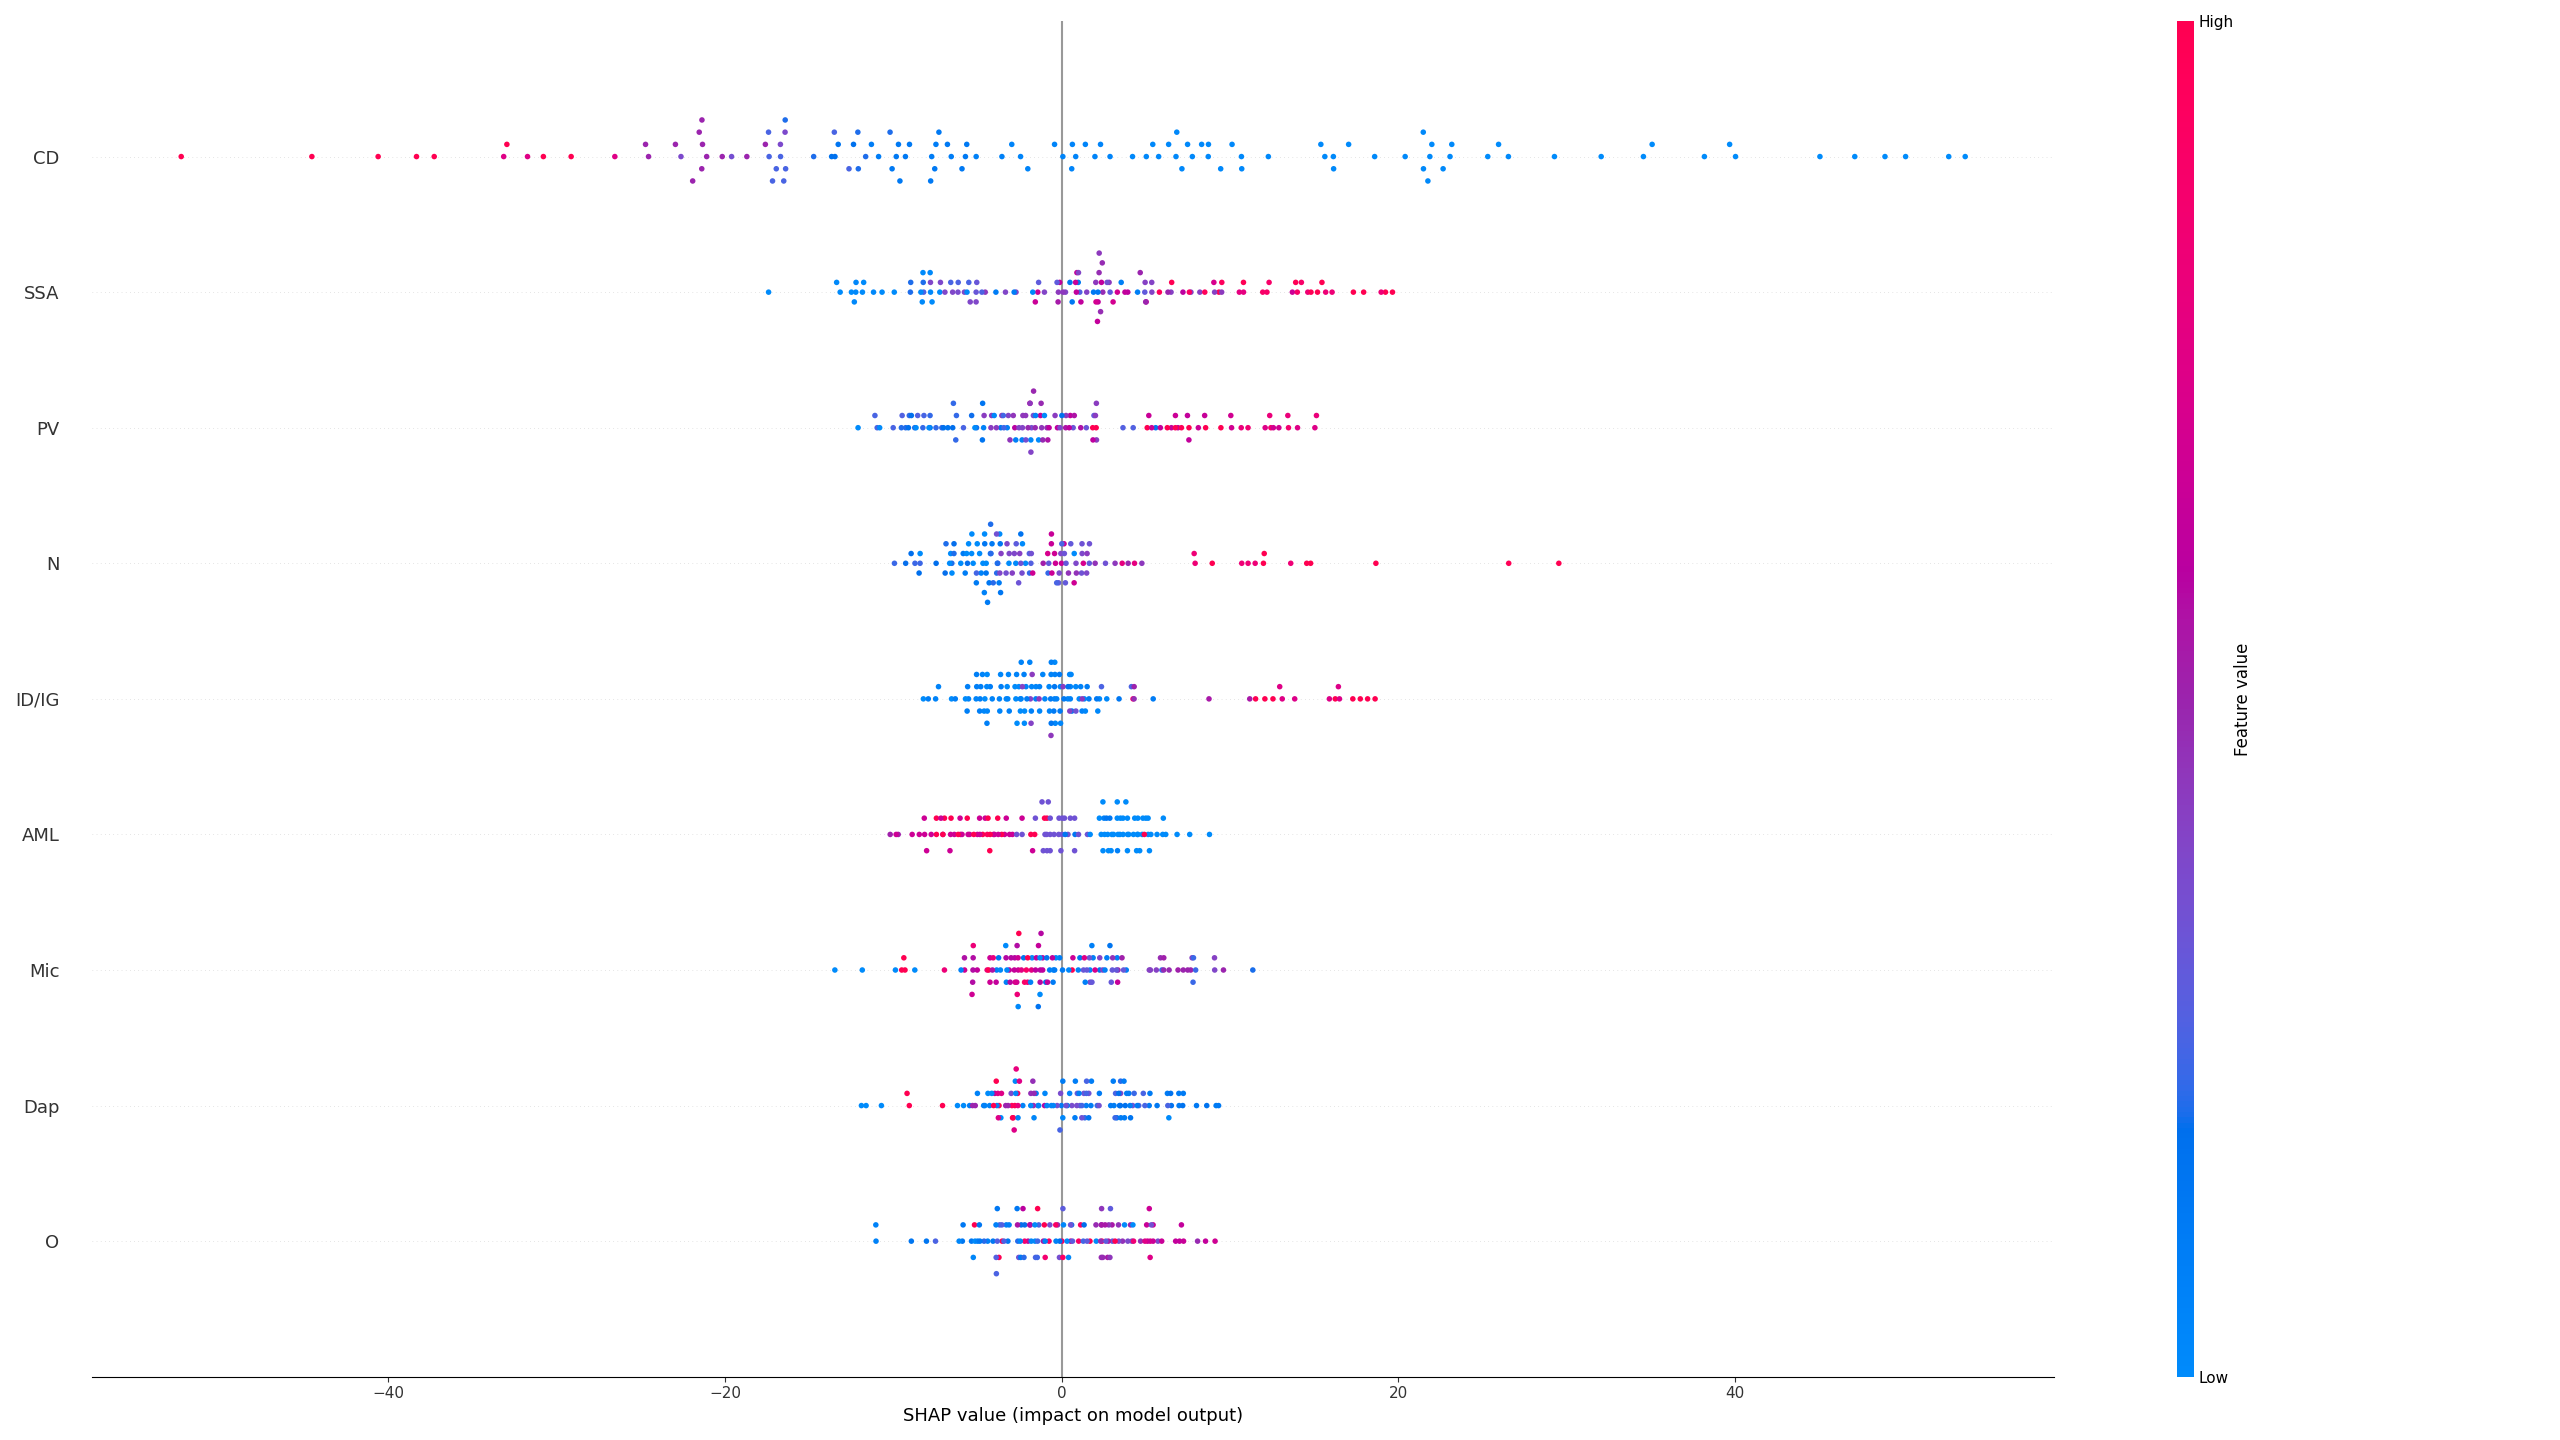 High
CD
SSA
PV
N
ID/IG
AML
Mic
Dap
O
Feature value
Low
−40 −20 0 20 40
SHAP value (impact on model output)